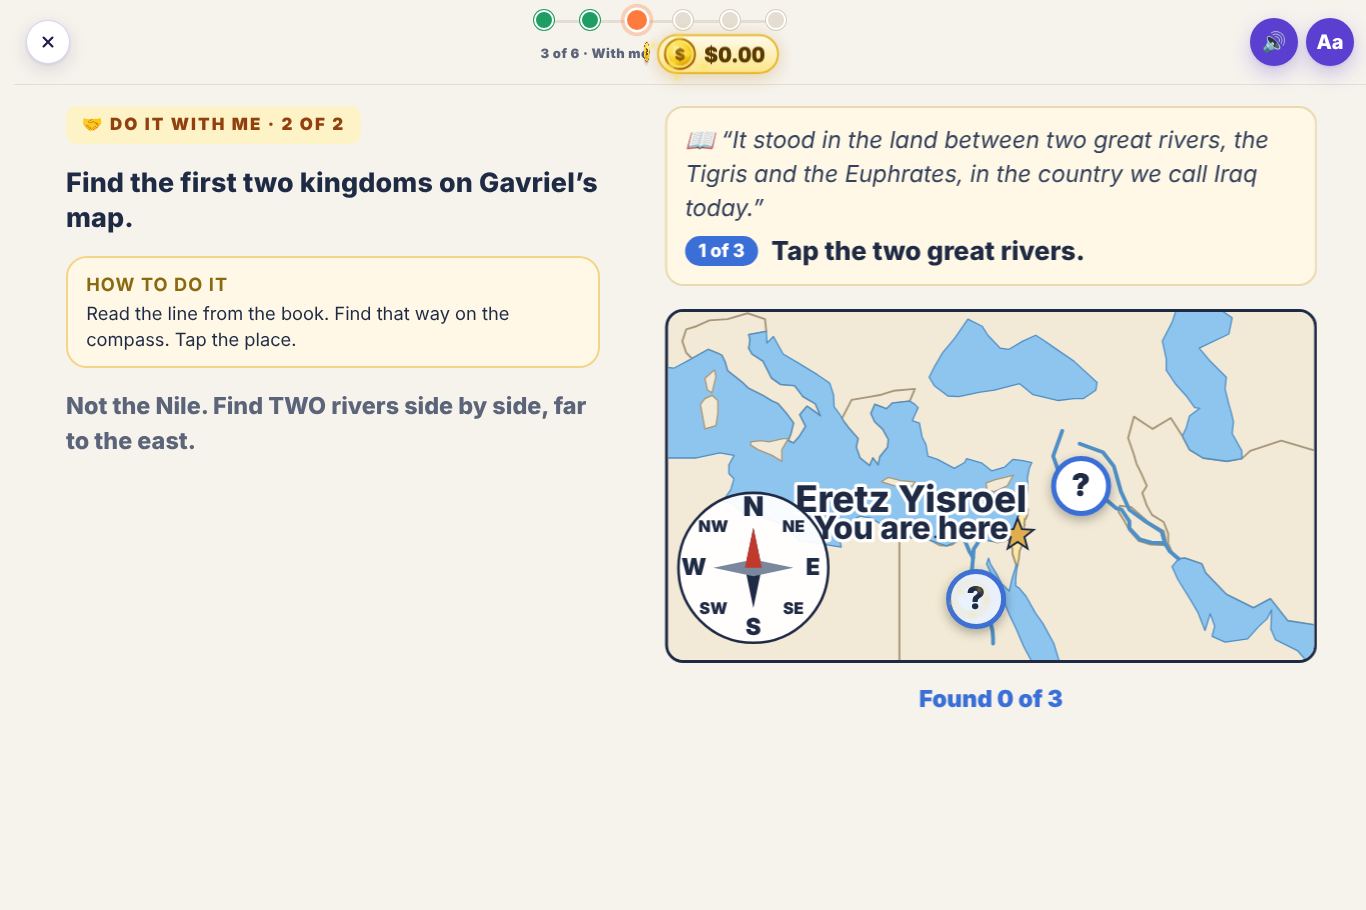 3 of 6 · With me
$0.00
Aa
DO IT WITH ME · 2 OF 2
Find the first two kingdoms on Gavriel’s
map.
HOW TO DO IT
Read the line from the book. Find that way on the
compass. Tap the place.
Not the Nile. Find TWO rivers side by side, far
to the east.
“It stood in the land between two great rivers, the
Tigris and the Euphrates, in the country we call Iraq
today.”
1 of 3 Tap the two great rivers.
Eretz Yisroel
You are here
N
NW NE
W E
SW SE
S
?
?
Found 0 of 3